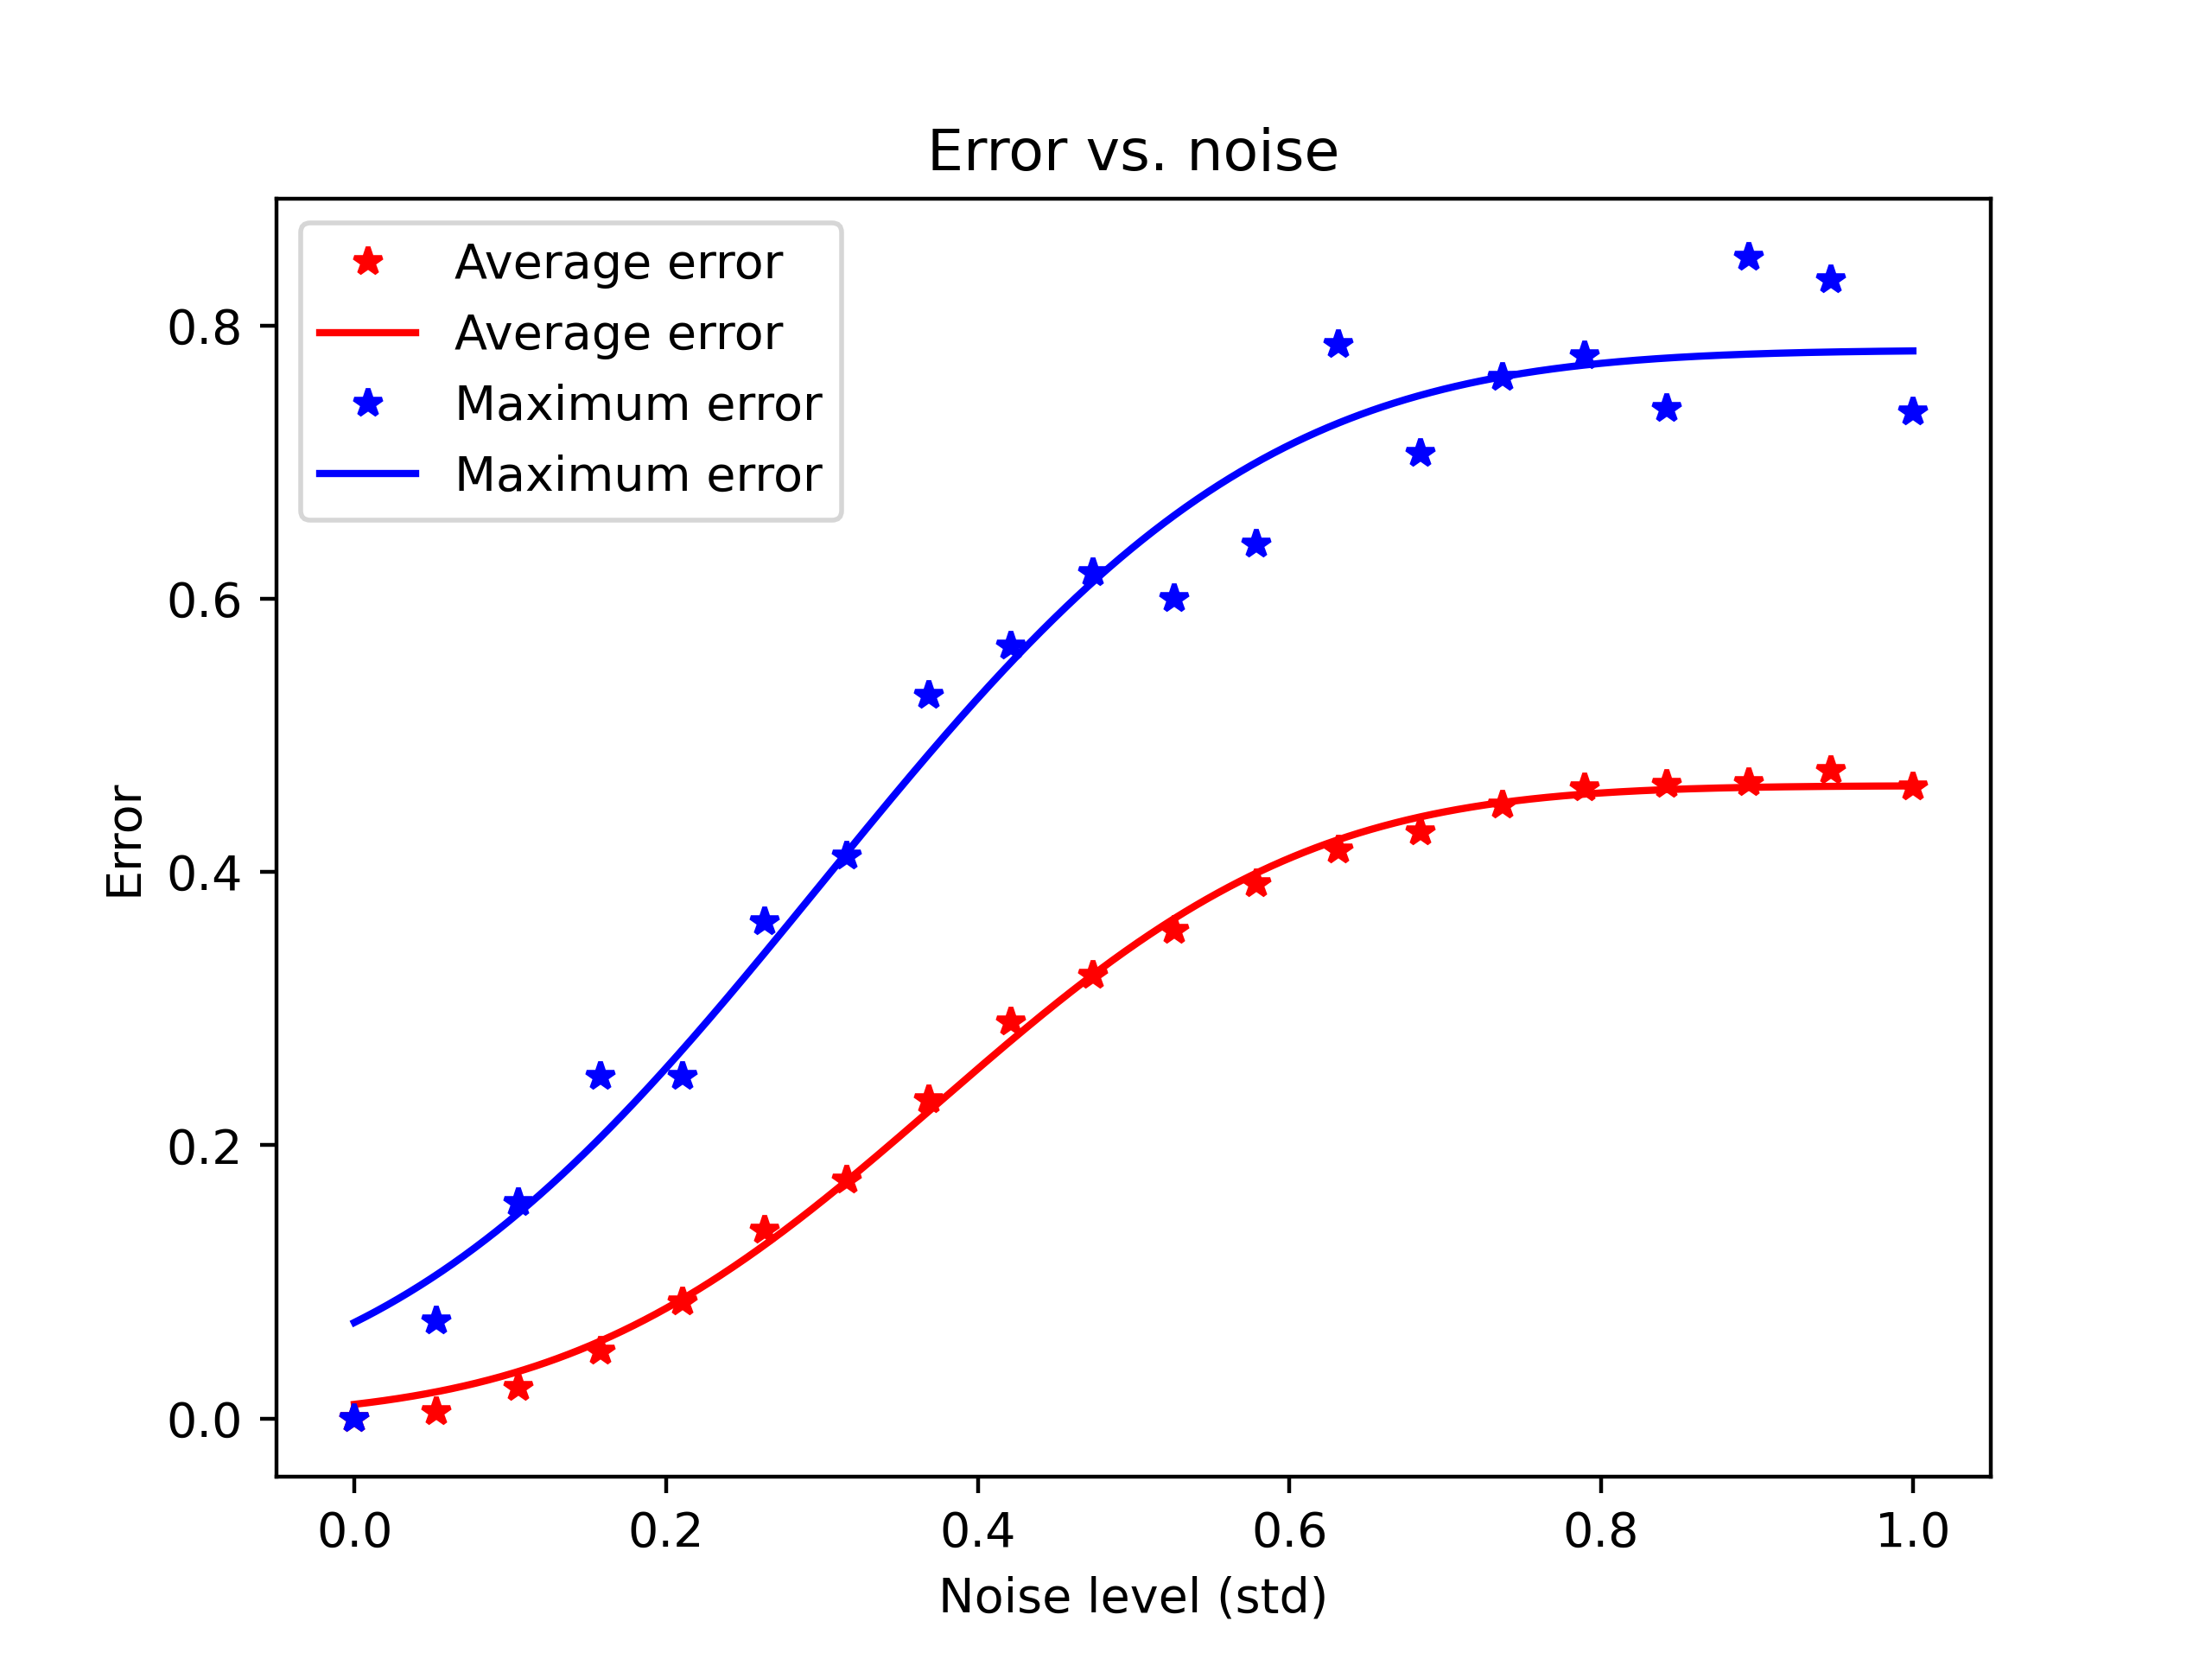 Error vs. noise
Average error
Average error
Maximum error
Maximum error
0.8
0.6
0.4
0.2
0.0
Error
0.0 0.2 0.4 0.6 0.8 1.0
Noise level (std)